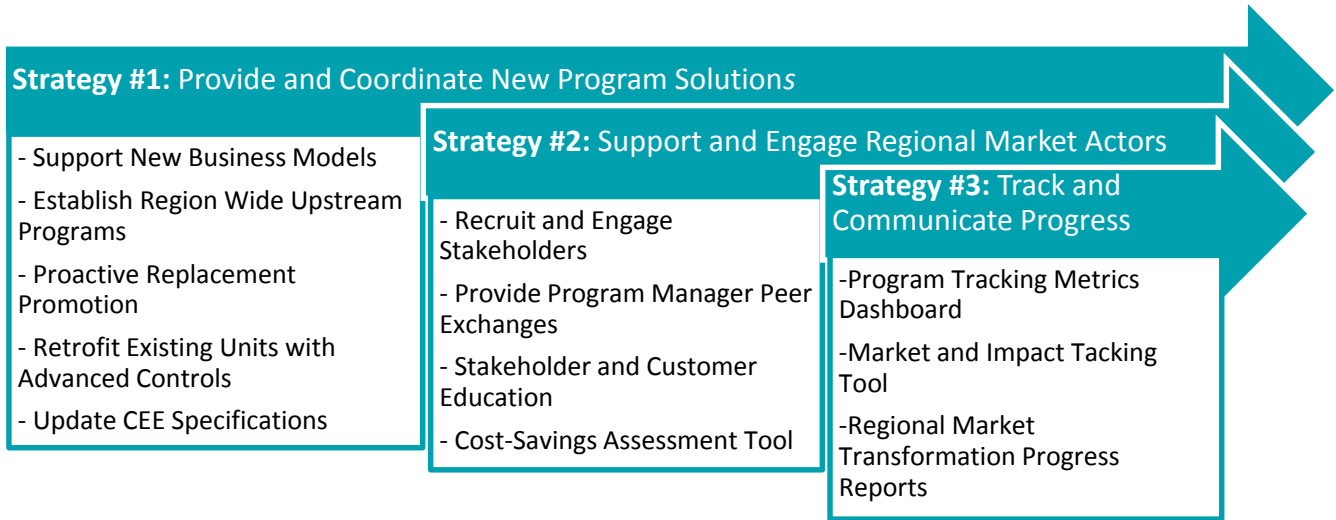 Strategy #1: Provide and Coordinate New Program Solutions
- Support New Business Models
- Establish Region Wide Upstream
Programs
- Proactive Replacement
Promotion
- Retrofit Existing Units with
Advanced Controls
- Update CEE Specifications
Strategy #2: Support and Engage Regional Market Actors
- Recruit and Engage
Stakeholders
- Provide Program Manager Peer
Exchanges
- Stakeholder and Customer
Education
- Cost-Savings Assessment Tool
Strategy #3: Track and
Communicate Progress
-Program Tracking Metrics
Dashboard
-Market and Impact Tacking
Tool
-Regional Market
Transformation Progress
Reports